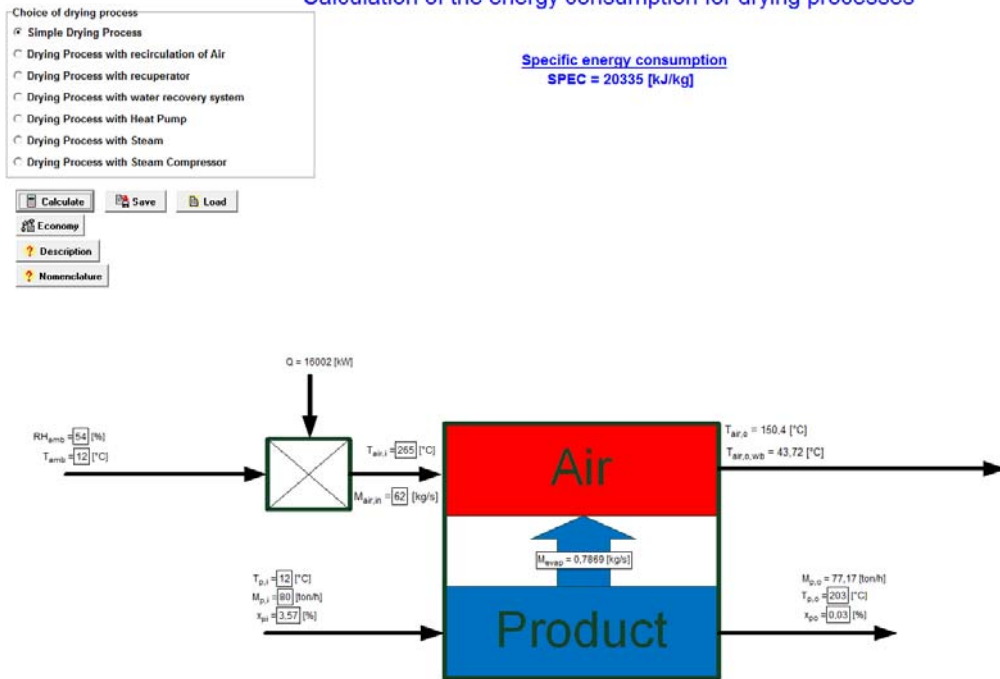 Calculation of the energy consumption for drying processes
Choice of drying process
Simple Drying Process
Drying Process with recirculation of Air
Drying Process with recuperator
Drying Process with water recovery system
Drying Process with Heat Pump
Drying Process with Steam
Drying Process with Steam Compressor
Specific energy consumption
SPEC = 20335 [kJ/kg]
Calculate Save Load
Economy
? Description
? Nomenclature
Q = 16002 [kW]
RHamb = 54 [%]
Tamb = 12 [°C]
Tair,i = 265 [°C]
Mair,in = 62 [kg/s]
Air
Tair,o = 150.4 [°C]
Tair,o,wb = 43,72 [°C]
Mevap = 0,7869 [kg/s]
Tp,i = 12 [°C]
Mp,i = 80 [ton/h]
xpi = 3,57 [%]
Product
Mp,o = 77,17 [ton/h]
Tp,o = 203 [°C]
xpo = 0,03 [%]